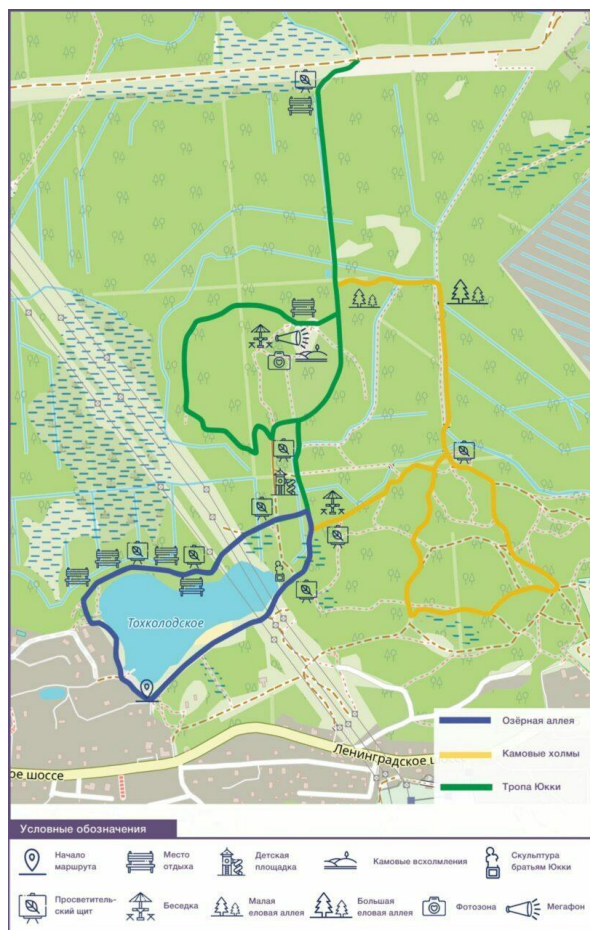 Тохколодское
Ленинградское ш
ое шоссе
Озёрная аллея
Камовые холмы
Тропа Юкки
Условные обозначения
Начало
маршрута
Место
отдыха
Детская
площадка
Камовые всхолмления
Скульптура
братьям Юкки
Просветитель-
ский щит
Беседка
Малая
еловая аллея
Большая
еловая аллея
Фотозона
Мегафон